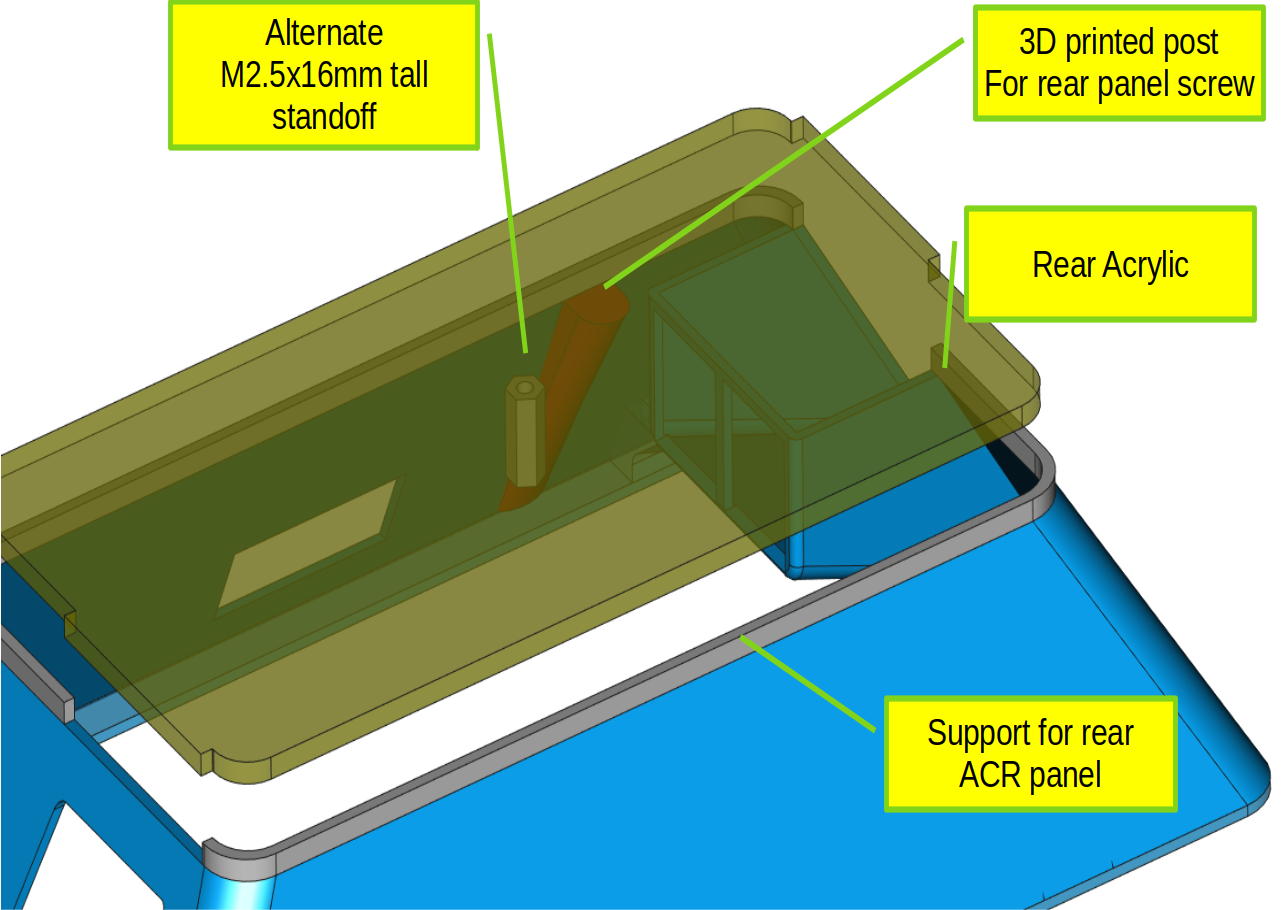 Alternate
M2.5x16mm tall
standoff
3D printed post
For rear panel screw
Rear Acrylic
Support for rear
ACR panel